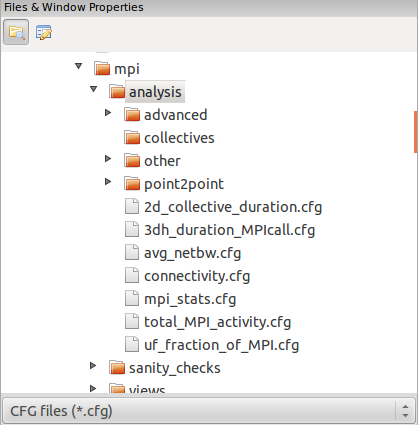 Files & Window Properties
mpi
analysis
advanced
collectives
other
point2point
2d_collective_duration.cfg
3dh_duration_MPIcall.cfg
avg_netbw.cfg
connectivity.cfg
mpi_stats.cfg
total_MPI_activity.cfg
uf_fraction_of_MPI.cfg
sanity_checks
views
CFG files (*.cfg)